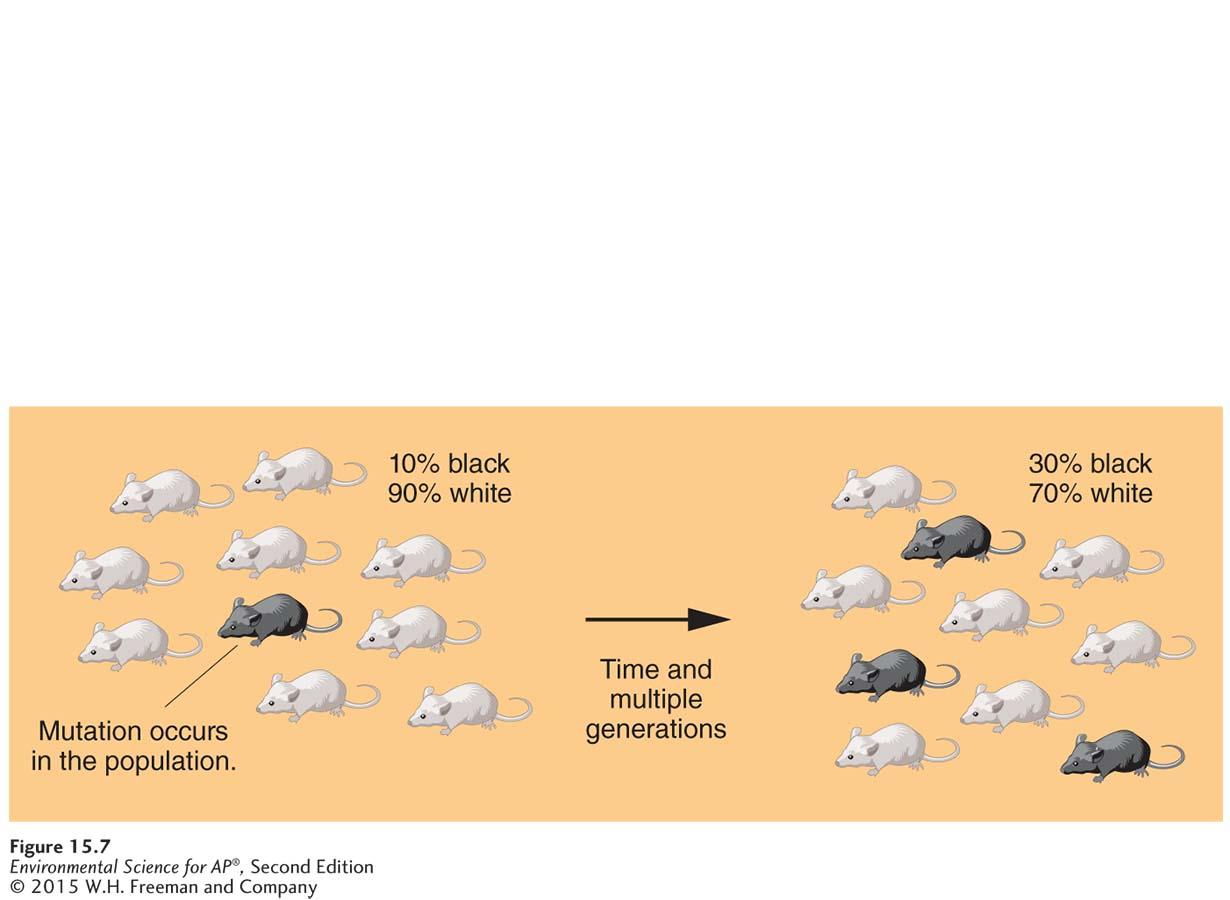 10% black
90% white
30% black
70% white
Time and
multiple
generations
Mutation occurs
in the population.
Figure 15.7
Environmental Science for AP®, Second Edition
© 2015 W.H. Freeman and Company